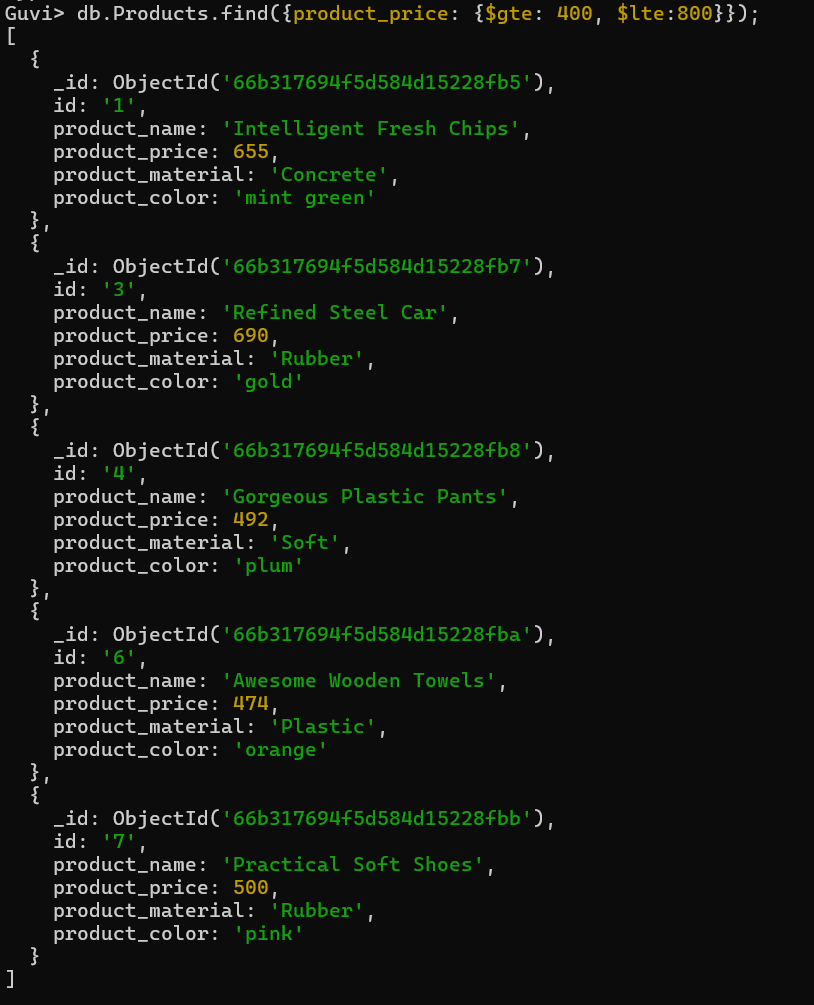 Guvi> db.Products.find({product_price: {$gte: 400, $lte:800}});
[
  {
    _id: ObjectId('66b317694f5d584d15228fb5'),
    id: '1',
    product_name: 'Intelligent Fresh Chips',
    product_price: 655,
    product_material: 'Concrete',
    product_color: 'mint green'
  },
  {
    _id: ObjectId('66b317694f5d584d15228fb7'),
    id: '3',
    product_name: 'Refined Steel Car',
    product_price: 690,
    product_material: 'Rubber',
    product_color: 'gold'
  },
  {
    _id: ObjectId('66b317694f5d584d15228fb8'),
    id: '4',
    product_name: 'Gorgeous Plastic Pants',
    product_price: 492,
    product_material: 'Soft',
    product_color: 'plum'
  },
  {
    _id: ObjectId('66b317694f5d584d15228fba'),
    id: '6',
    product_name: 'Awesome Wooden Towels',
    product_price: 474,
    product_material: 'Plastic',
    product_color: 'orange'
  },
  {
    _id: ObjectId('66b317694f5d584d15228fbb'),
    id: '7',
    product_name: 'Practical Soft Shoes',
    product_price: 500,
    product_material: 'Rubber',
    product_color: 'pink'
  }
]